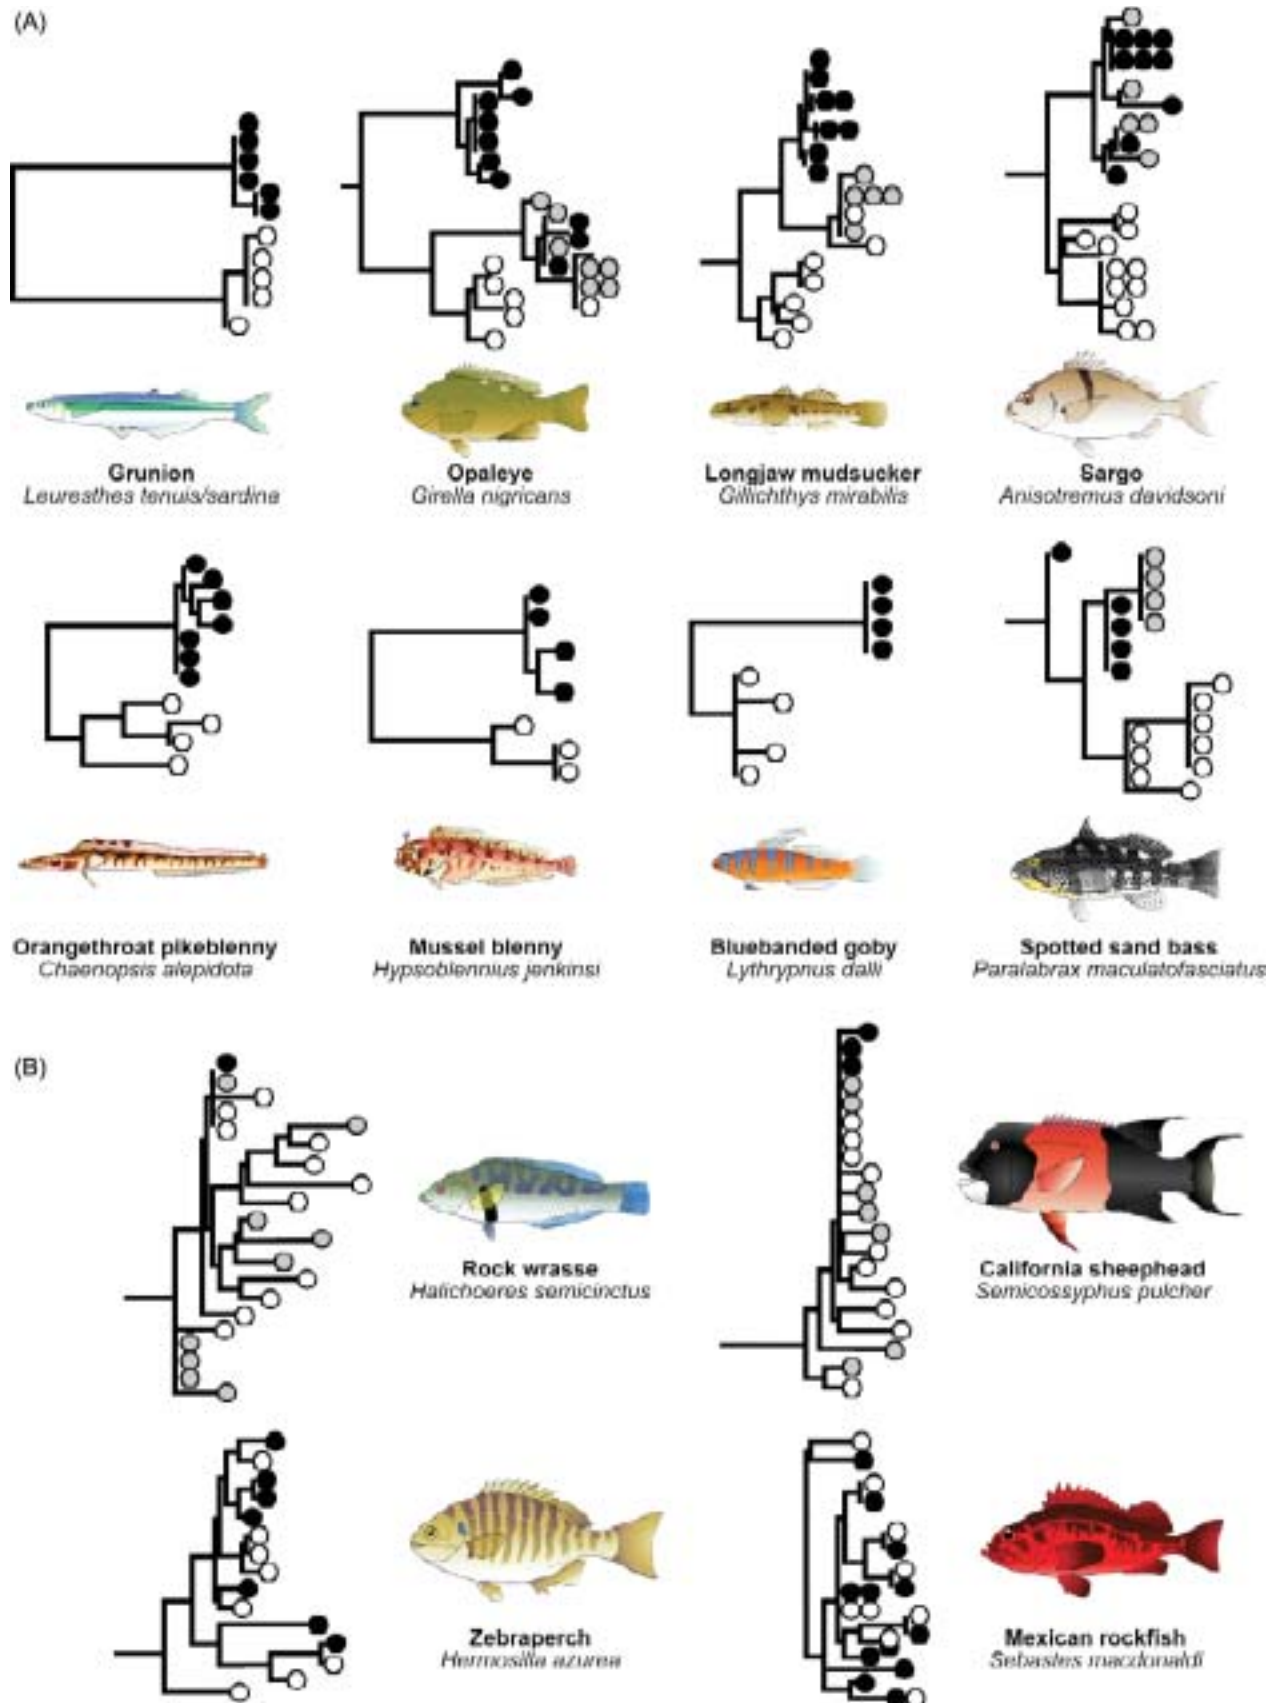 (A)
Grunion
Leuresthes tenuis/sardina
Opaleye
Girella nigricans
Longjaw mudsucker
Gillichthys mirabilis
Sargo
Anisotremus davidsoni
Orangethroat pikeblenny
Chaenopsis alepidota
Mussel blenny
Hypsoblennius jenkinsi
Bluebanded goby
Lythrypnus dalli
Spotted sand bass
Paralabrax maculatofasciatus
(B)
Rock wrasse
Halichoeres semicinctus
California sheephead
Semicossyphus pulcher
Zebraperch
Hermosilla azurea
Mexican rockfish
Sebastes macdonaldi